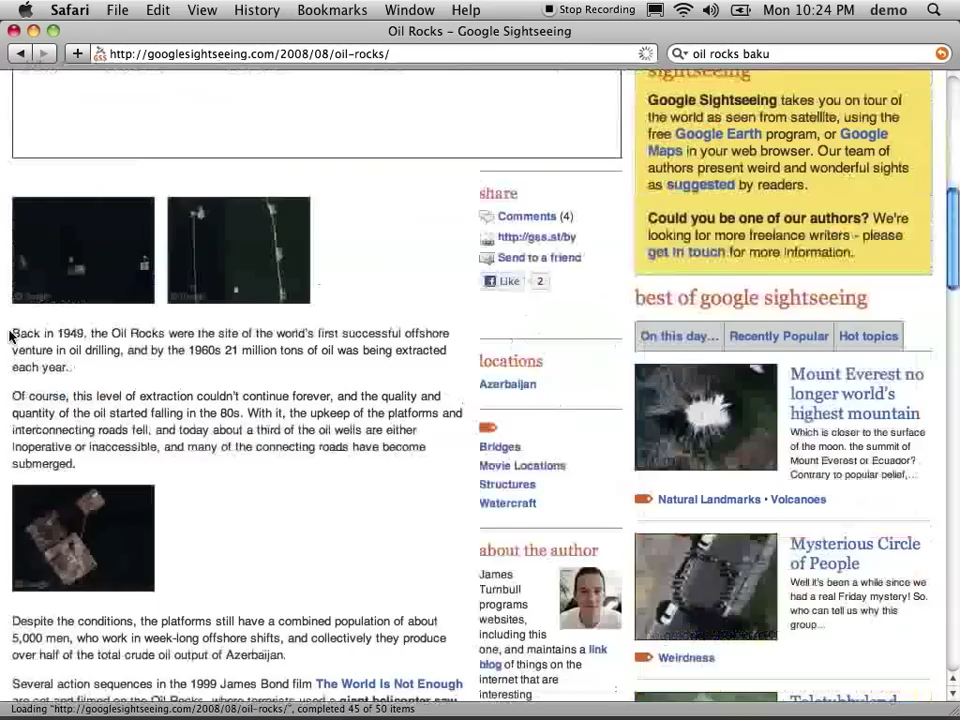 Safari File Edit View History Bookmarks Window Help Stop Recording Mon 10:24 PM demo
Oil Rocks – Google Sightseeing
http://googlesightseeing.com/2008/08/oil-rocks/
oil rocks baku
sightseeing
Google Sightseeing takes you on tour of
the world as seen from satellite, using the
free Google Earth program, or Google
Maps in your web browser. Our team of
authors present weird and wonderful sights
as suggested by readers.
Could you be one of our authors? We're
looking for more freelance writers - please
get in touch for more information.
share
Comments (4)
http://gss.st/by
Send to a friend
Like 2
best of google sightseeing
On this day... Recently Popular Hot topics
Back in 1949, the Oil Rocks were the site of the world's first successful offshore
venture in oil drilling, and by the 1960s 21 million tons of oil was being extracted
each year.
Of course, this level of extraction couldn't continue forever, and the quality and
quantity of the oil started falling in the 80s. With it, the upkeep of the platforms and
interconnecting roads fell, and today about a third of the oil wells are either
inoperative or inaccessible, and many of the connecting roads have become
submerged.
locations
Azerbaijan
Bridges
Movie Locations
Structures
Watercraft
Mount Everest no
longer world's
highest mountain
Which is closer to the surface
of the moon, the summit of
Mount Everest or Ecuador?
Contrary to popular belief,...
Natural Landmarks • Volcanoes
about the author
James
Turnbull
programs
websites,
including this
one, and maintains a link
blog of things on the
internet that are
interesting
Mysterious Circle
of People
Well it's been a while since we
had a real Friday mystery! So,
who can tell us why this
group...
Weirdness
Despite the conditions, the platforms still have a combined population of about
5,000 men, who work in week-long offshore shifts, and collectively they produce
over half of the total crude oil output of Azerbaijan.
Several action sequences in the 1999 James Bond film The World Is Not Enough
Loading "http://googlesightseeing.com/2008/08/oil-rocks/", completed 45 of 50 items